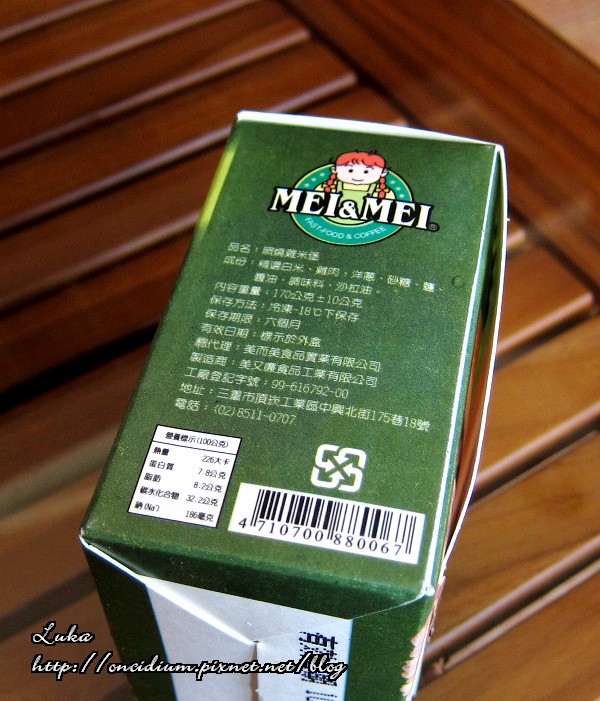 MEI&MEI®
FAST-FOOD & COFFEE
品名：照燒雞米堡
成份：精選白米、雞肉、洋蔥、砂糖、鹽、
醬油、調味料、沙拉油。
內容重量：170公克±10公克
保存方法：冷凍-18℃下保存
保存期限：六個月
有效日期：標示於外盒
總代理：美而美食品實業有限公司
製造商：美又廉食品工業有限公司
工廠登記字號：99-616792-00
地址：三重市頂崁工業區中興北街175巷18號
電話：(02)8511-0707
營養標示(100公克)
熱量 226大卡
蛋白質 7.8公克
脂肪 8.2公克
碳水化合物 32.2公克
鈉(Na⁺) 186毫克
4 710700 880067
Luka
http://oncidium.pixnet.net/blog